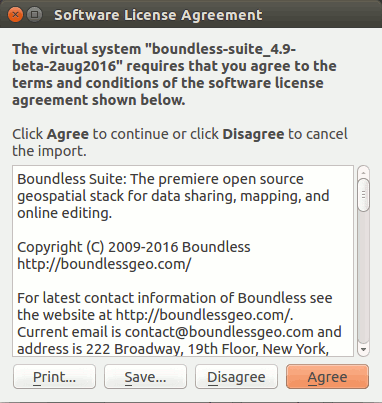 Software License Agreement
The virtual system "boundless-suite_4.9-
beta-2aug2016" requires that you agree to the
terms and conditions of the software license
agreement shown below.
Click Agree to continue or click Disagree to cancel
the import.
Boundless Suite: The premiere open source
geospatial stack for data sharing, mapping, and
online editing.
Copyright (C) 2009-2016 Boundless
http://boundlessgeo.com/
For latest contact information of Boundless see
the website at http://boundlessgeo.com/.
Current email is contact@boundlessgeo.com and
address is 222 Broadway, 19th Floor, New York,
Print... Save... Disagree Agree